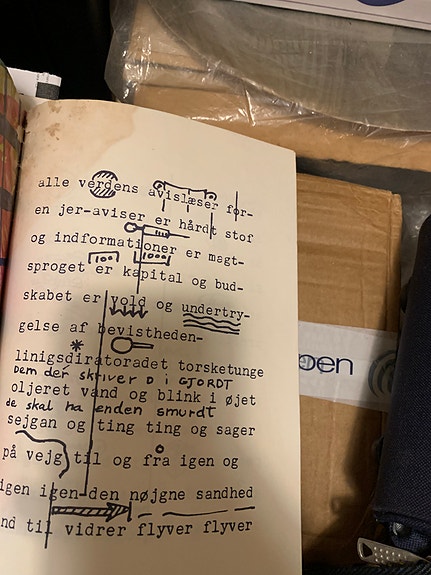 alle verdens avislæser for-
en jer-aviser er hårdt stof
og indformationer er magt-
100 1000
sproget er kapital og bud-
skabet er vold og undertry-
gelse af bevistheden-
*
linigsdiratoradet torsketunge
Dem der skriver D i GJORDT
oljeret vand og blink i øjet
de skal ha enden smurdt
sejgan og ting ting og sager
på vejg til og fra igen og
igen igen den nøjgne sandhed
nd til vidrer flyver flyver